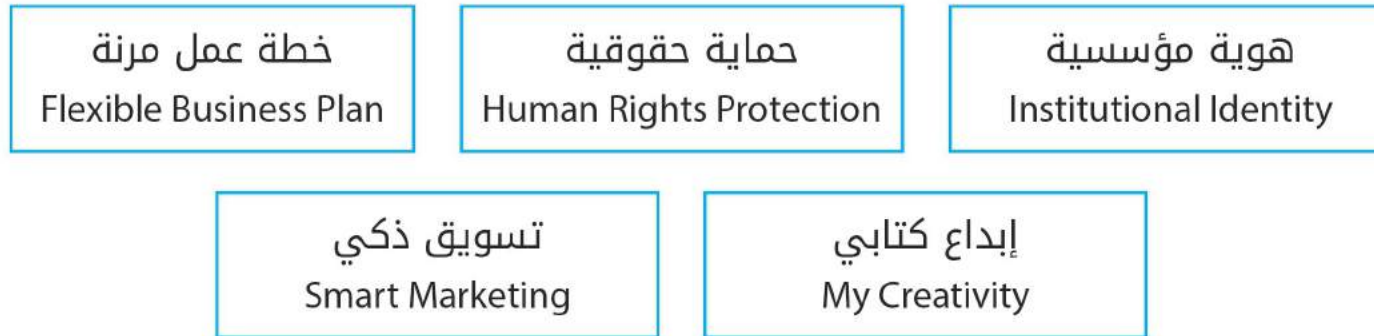 هوية مؤسسية
Institutional Identity
حماية حقوقية
Human Rights Protection
خطة عمل مرنة
Flexible Business Plan
إبداع كتابي
My Creativity
تسويق ذكي
Smart Marketing